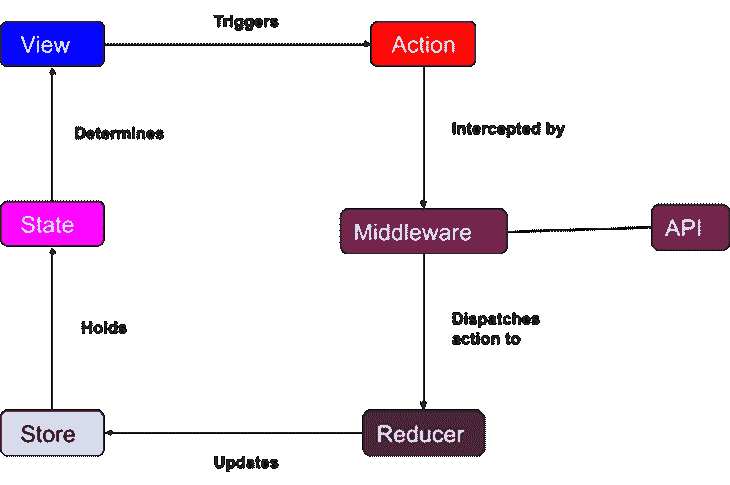 Triggers
View
Action
Determines
Intercepted by
State
Middleware
API
Holds
Dispatches
action to
Store
Reducer
Updates